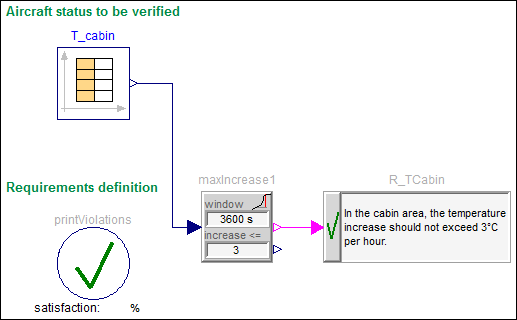 Aircraft status to be verified
T_cabin
Requirements definition
printViolations
satisfaction: %
maxIncrease1
window
3600 s
increase <=
3
R_TCabin
In the cabin area, the temperature
increase should not exceed 3°C
per hour.